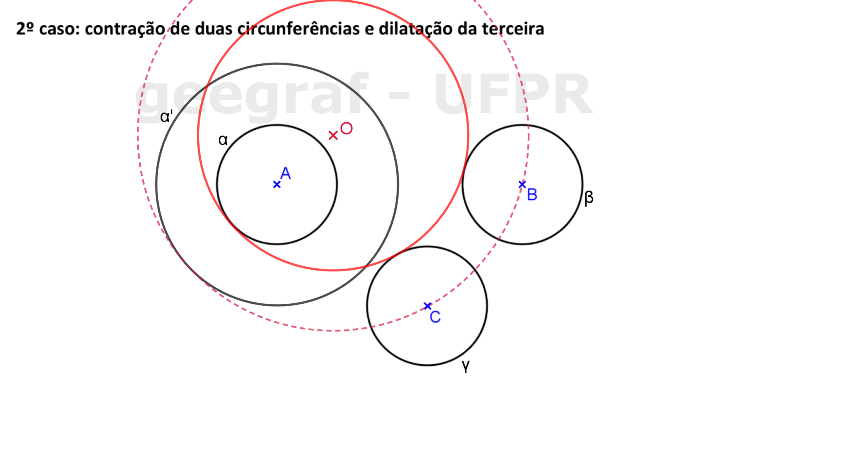 2º caso: contração de duas circunferências e dilatação da terceira
geegraf - UFPR
α'
α
O
A
B
β
C
γ